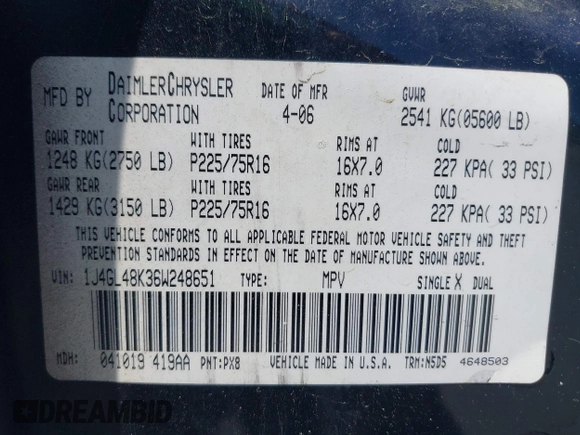 MFD BY DAIMLERCHRYSLER CORPORATION DATE OF MFR 4-06 GVWR 2541 KG(05600 LB)
GAWR FRONT WITH TIRES RIMS AT COLD
1248 KG(2750 LB) P225/75R16 16X7.0 227 KPA( 33 PSI)
GAWR REAR WITH TIRES RIMS AT COLD
1429 KG(3150 LB) P225/75R16 16X7.0 227 KPA( 33 PSI)
THIS VEHICLE CONFORMS TO ALL APPLICABLE FEDERAL MOTOR VEHICLE SAFETY AND THEFT
PREVENTION STANDARDS IN EFFECT ON THE DATE OF MANUFACTURE SHOWN ABOVE.
VIN: 1J4GL48K36W248651 TYPE: MPV SINGLE X DUAL
MDH: 041019 419AA PNT:PX8 VEHICLE MADE IN U.S.A. TRM:N5D5 4648503
DREAMBID